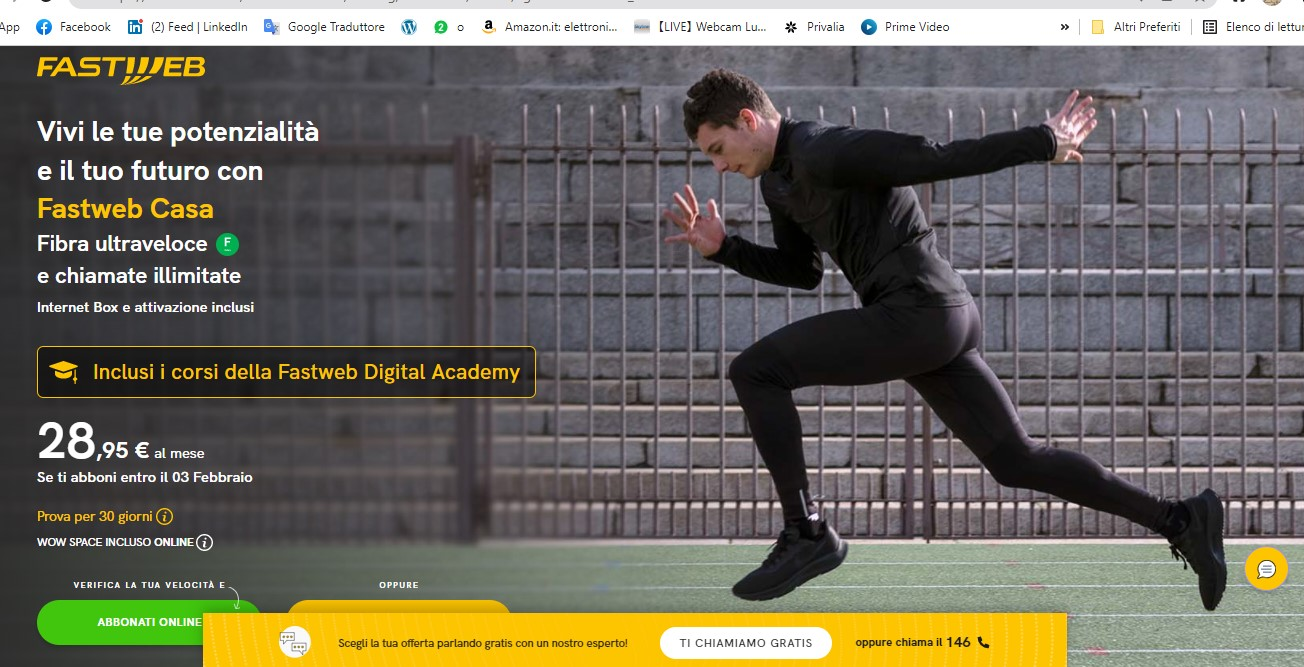 App
Facebook
(2) Feed | LinkedIn
Google Traduttore
2 o
Amazon.it: elettroni...
【LIVE】 Webcam Lu...
Privalia
Prime Video
»
Altri Preferiti
Elenco di lettur
FASTWEB
Vivi le tue potenzialità
e il tuo futuro con
Fastweb Casa
Fibra ultraveloce F
e chiamate illimitate
Internet Box e attivazione inclusi
Inclusi i corsi della Fastweb Digital Academy
28,95 € al mese
Se ti abboni entro il 03 Febbraio
Prova per 30 giorni i
WOW SPACE INCLUSO ONLINE i
VERIFICA LA TUA VELOCITÀ E
OPPURE
ABBONATI ONLINE
Scegli la tua offerta parlando gratis con un nostro esperto!
TI CHIAMIAMO GRATIS
oppure chiama il 146